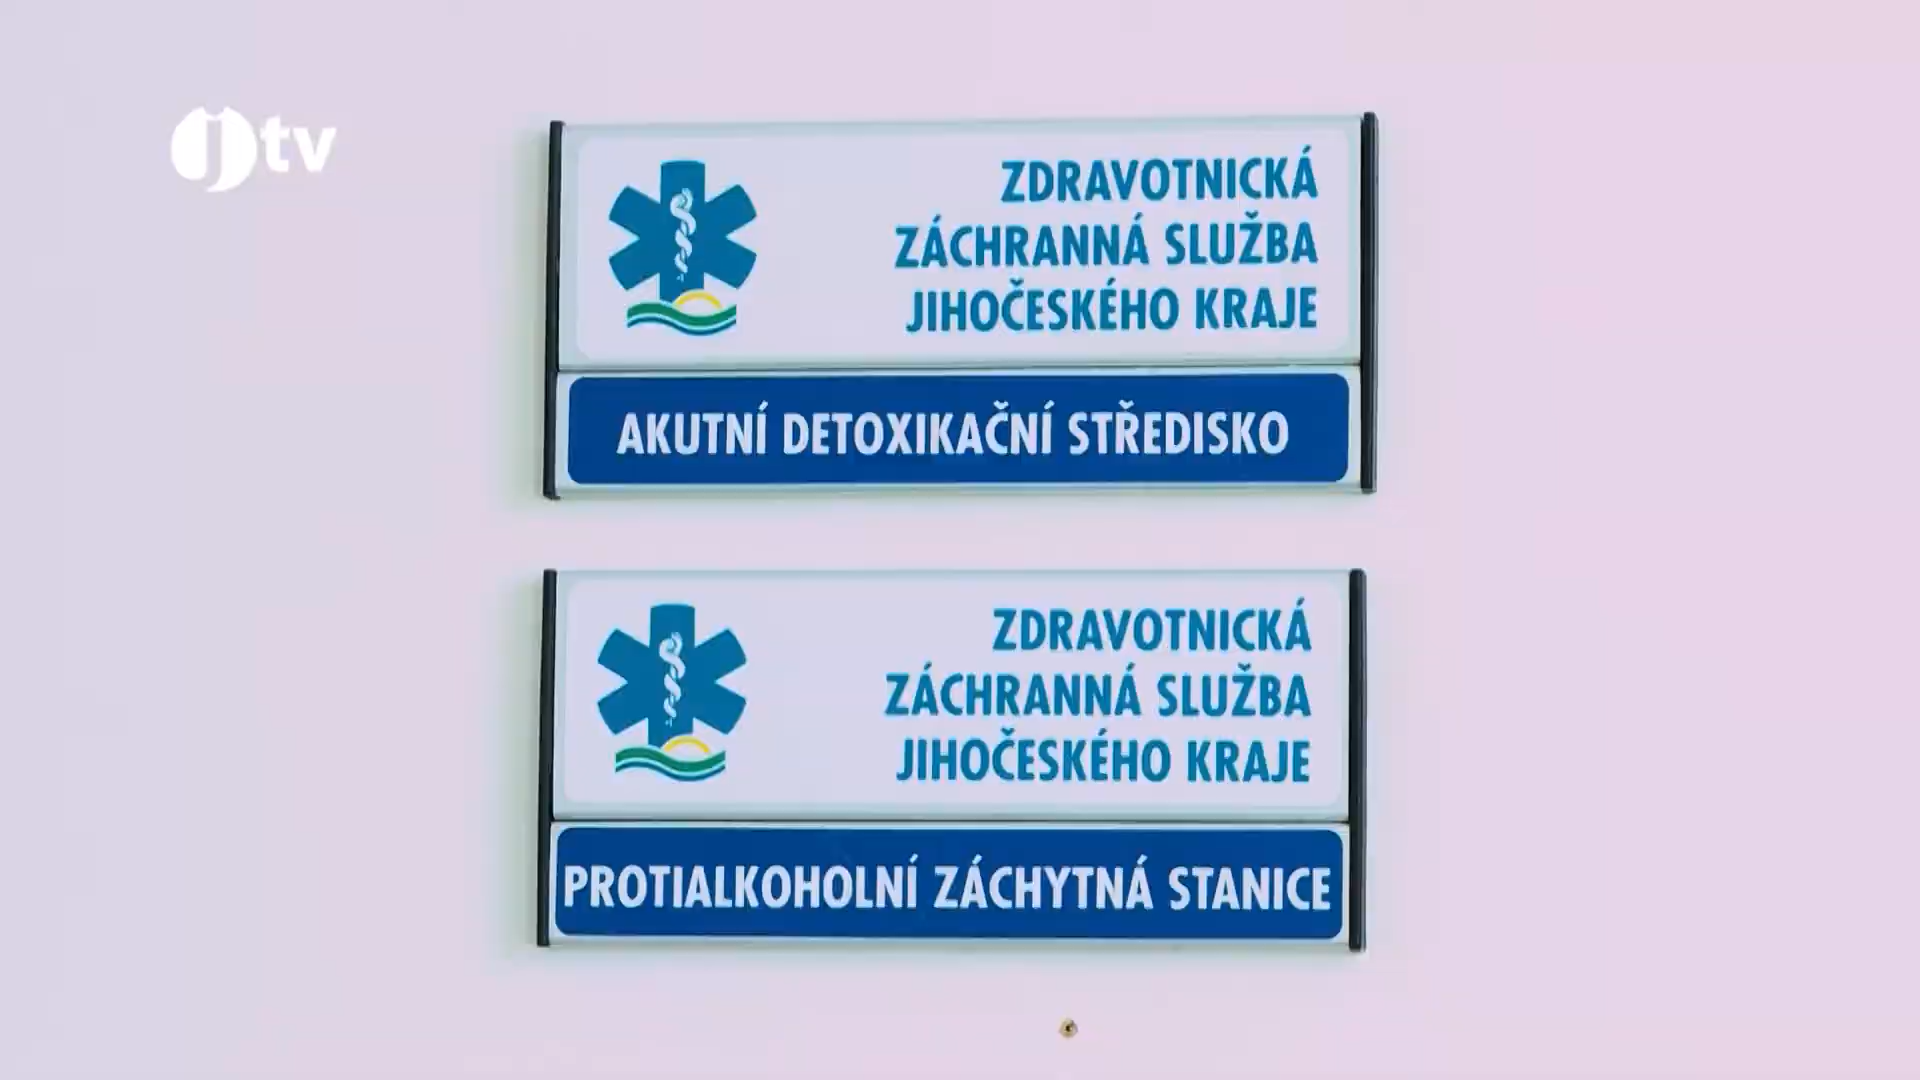 jtv
ZDRAVOTNICKÁ
ZÁCHRANNÁ SLUŽBA
JIHOČESKÉHO KRAJE
AKUTNÍ DETOXIKAČNÍ STŘEDISKO
ZDRAVOTNICKÁ
ZÁCHRANNÁ SLUŽBA
JIHOČESKÉHO KRAJE
PROTIALKOHOLNÍ ZÁCHYTNÁ STANICE